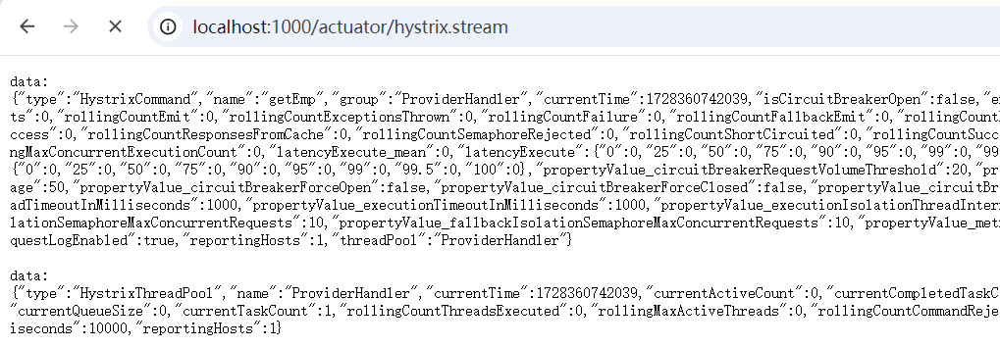 localhost:1000/actuator/hystrix.stream
data:
{"type":"HystrixCommand","name":"getEmp","group":"ProviderHandler","currentTime":1728360742039,"isCircuitBreakerOpen":false,"e
ts":0,"rollingCountEmit":0,"rollingCountExceptionsThrown":0,"rollingCountFailure":0,"rollingCountFallbackEmit":0,"rollingCount
ccess":0,"rollingCountResponsesFromCache":0,"rollingCountSemaphoreRejected":0,"rollingCountShortCircuited":0,"rollingCountSucc
ngMaxConcurrentExecutionCount":0,"latencyExecute_mean":0,"latencyExecute":{"0":0,"25":0,"50":0,"75":0,"90":0,"95":0,"99":0,"99
{"0":0,"25":0,"50":0,"75":0,"90":0,"95":0,"99":0,"99.5":0,"100":0},"propertyValue_circuitBreakerRequestVolumeThreshold":20,"pr
age":50,"propertyValue_circuitBreakerForceOpen":false,"propertyValue_circuitBreakerForceClosed":false,"propertyValue_circuitBr
adTimeoutInMilliseconds":1000,"propertyValue_executionTimeoutInMilliseconds":1000,"propertyValue_executionIsolationThreadInter
lationSemaphoreMaxConcurrentRequests":10,"propertyValue_fallbackIsolationSemaphoreMaxConcurrentRequests":10,"propertyValue_met
questLogEnabled":true,"reportingHosts":1,"threadPool":"ProviderHandler"}
data:
{"type":"HystrixThreadPool","name":"ProviderHandler","currentTime":1728360742039,"currentActiveCount":0,"currentCompletedTaskC
"currentQueueSize":0,"currentTaskCount":1,"rollingCountThreadsExecuted":0,"rollingMaxActiveThreads":0,"rollingCountCommandReje
iseconds":10000,"reportingHosts":1}